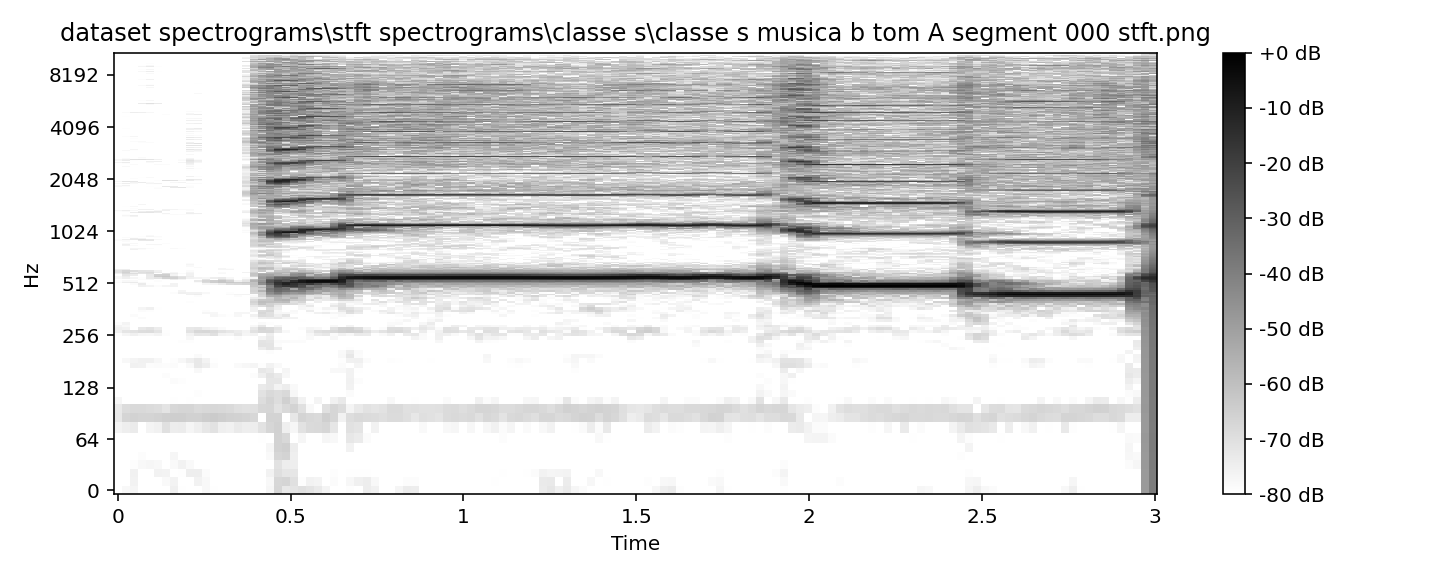 dataset spectrograms\stft spectrograms\classe s\classe s musica b tom A segment 000 stft.png
8192
4096
2048
1024
512
256
128
64
0
Hz
0
0.5
1
1.5
2
2.5
3
Time
+0 dB
-10 dB
-20 dB
-30 dB
-40 dB
-50 dB
-60 dB
-70 dB
-80 dB